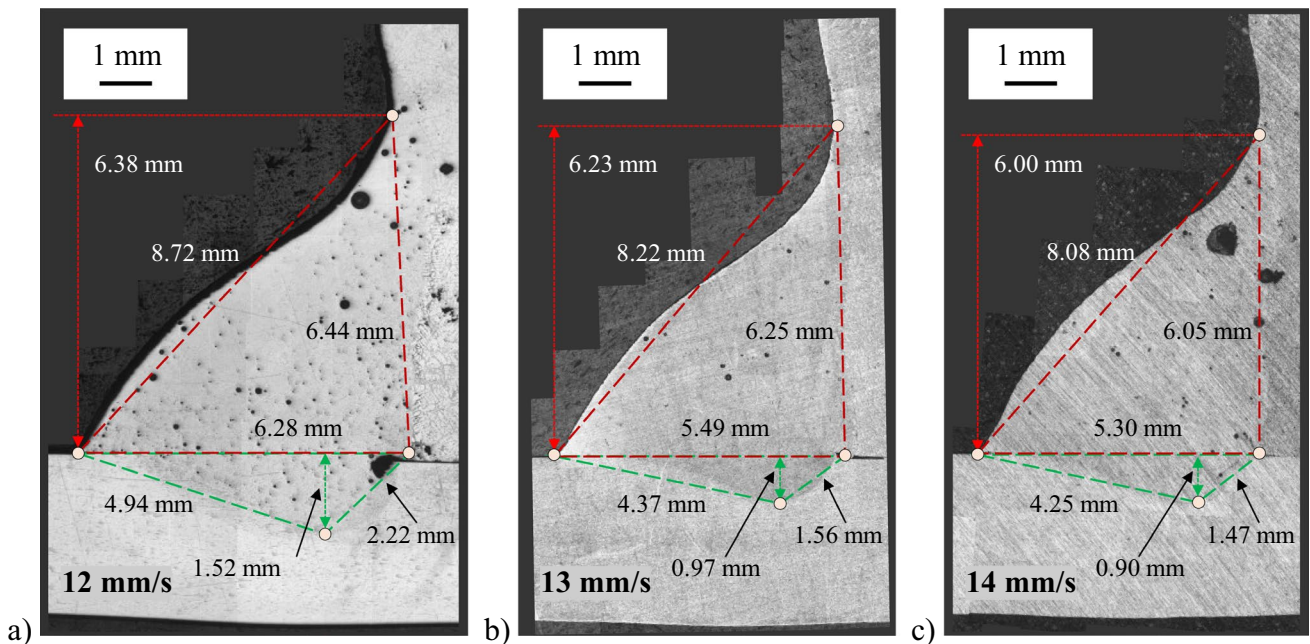 1 mm
6.38 mm
8.72 mm
6.44 mm
6.28 mm
4.94 mm
2.22 mm
1.52 mm
12 mm/s
a)
1 mm
6.23 mm
8.22 mm
6.25 mm
5.49 mm
4.37 mm
1.56 mm
0.97 mm
13 mm/s
b)
1 mm
6.00 mm
8.08 mm
6.05 mm
5.30 mm
4.25 mm
1.47 mm
0.90 mm
14 mm/s
c)